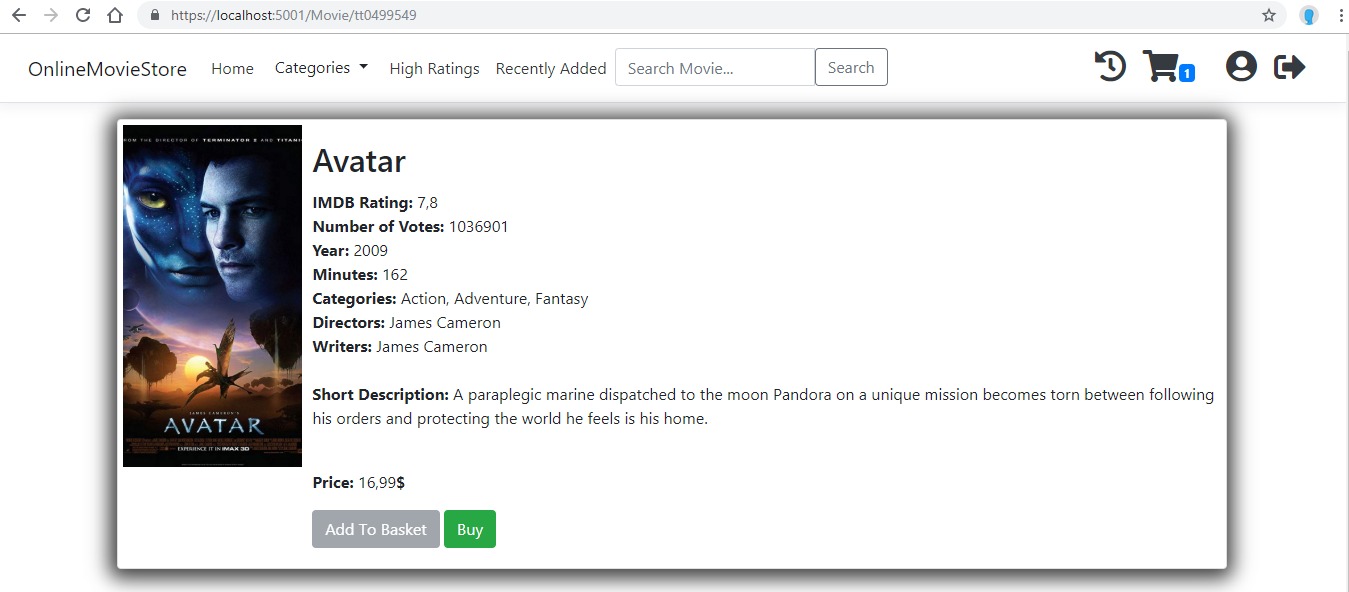 https://localhost:5001/Movie/tt0499549
OnlineMovieStore Home Categories High Ratings Recently Added Search Movie... Search 1
FROM THE DIRECTOR OF TERMINATOR 2 AND TITANI
Avatar
IMDB Rating: 7,8
Number of Votes: 1036901
Year: 2009
Minutes: 162
Categories: Action, Adventure, Fantasy
Directors: James Cameron
Writers: James Cameron
Short Description: A paraplegic marine dispatched to the moon Pandora on a unique mission becomes torn between following
his orders and protecting the world he feels is his home.
JAMES CAMERON'S
AVATAR
EXPERIENCE IT IN IMAX 3D
Price: 16,99$
Add To Basket Buy